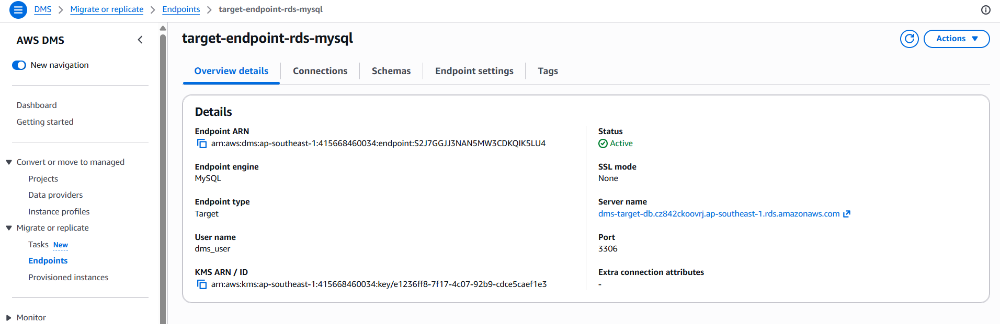 DMS > Migrate or replicate > Endpoints > target-endpoint-rds-mysql
AWS DMS
New navigation
Dashboard
Getting started
Convert or move to managed
Projects
Data providers
Instance profiles
Migrate or replicate
Tasks New
Endpoints
Provisioned instances
Monitor
target-endpoint-rds-mysql
Actions
Overview details
Connections
Schemas
Endpoint settings
Tags
Details
Endpoint ARN
arn:aws:dms:ap-southeast-1:415668460034:endpoint:S2J7GGJJ3NAN5MW3CDKQIK5LU4
Endpoint engine
MySQL
Endpoint type
Target
User name
dms_user
KMS ARN / ID
arn:aws:kms:ap-southeast-1:415668460034:key/e1236ff8-7f17-4c07-92b9-cdce5caef1e3
Status
Active
SSL mode
None
Server name
dms-target-db.cz842ckoovrj.ap-southeast-1.rds.amazonaws.com
Port
3306
Extra connection attributes
-